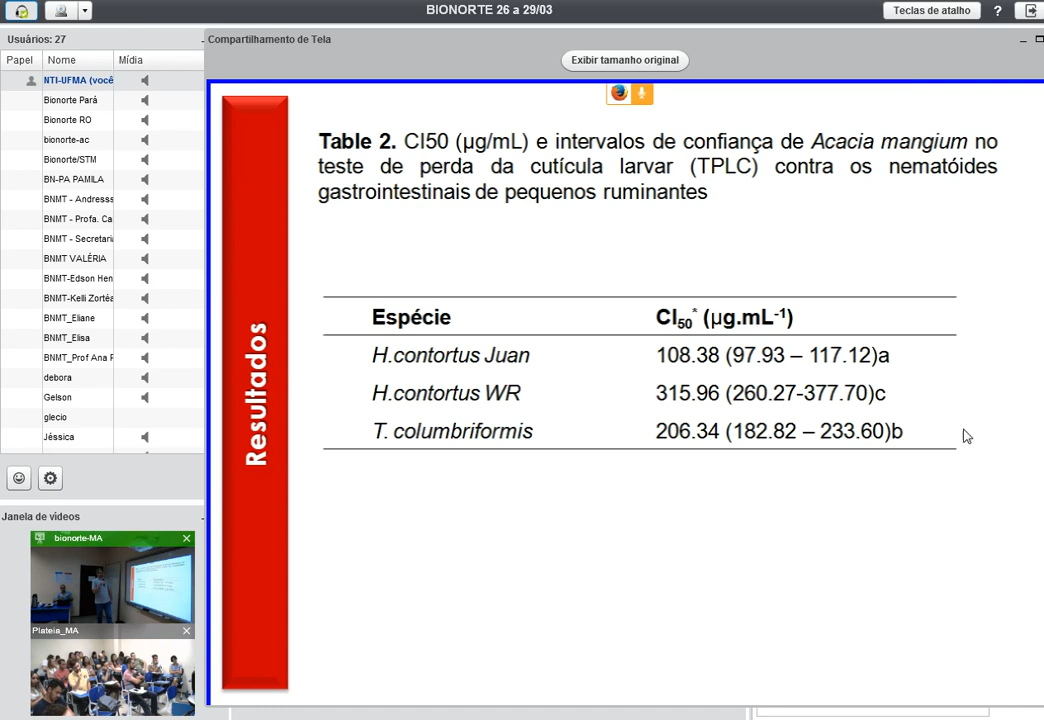 BIONORTE 26 a 29/03
Teclas de atalho
?
Usuários: 27
Compartilhamento de Tela
Exibir tamanho original
Papel Nome Mídia
NTI-UFMA (você
Bionorte Pará
Bionorte RO
bionorte-ac
Bionorte/STM
BN-PA PAMILA
BNMT - Andresss
BNMT - Profa. Ca
BNMT - Secretari
BNMT VALÉRIA
BNMT-Edson Hen
BNMT-Kelli Zortéa
BNMT_Eliane
BNMT_Elisa
BNMT_Prof Ana P
debora
Gelson
glecio
Jéssica
Janela de videos
bionorte-MA
Plateia_MA
Resultados
Table 2. CI50 (µg/mL) e intervalos de confiança de Acacia mangium no
teste de perda da cutícula larvar (TPLC) contra os nematóides
gastrointestinais de pequenos ruminantes
Espécie CI50* (µg.mL-1)
H.contortus Juan 108.38 (97.93 – 117.12)a
H.contortus WR 315.96 (260.27-377.70)c
T. columbriformis 206.34 (182.82 – 233.60)b